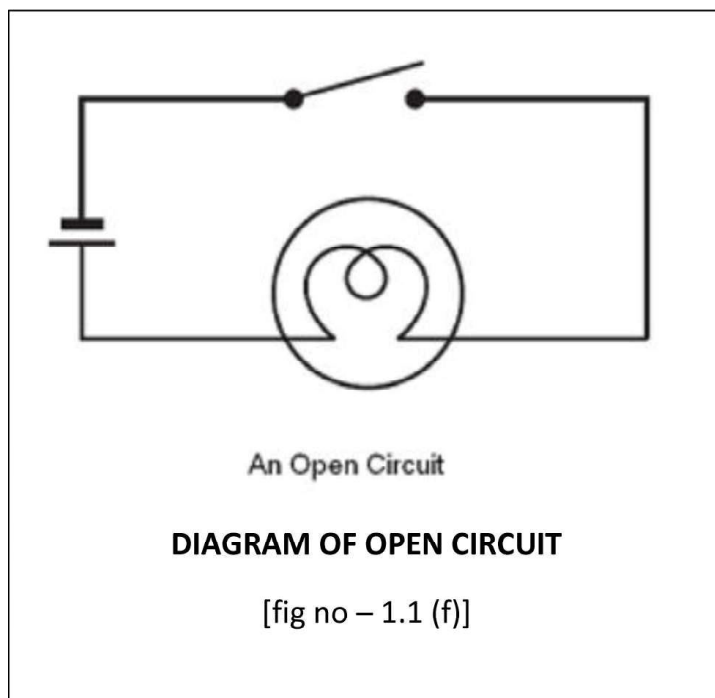 An Open Circuit
DIAGRAM OF OPEN CIRCUIT
[fig no – 1.1 (f)]